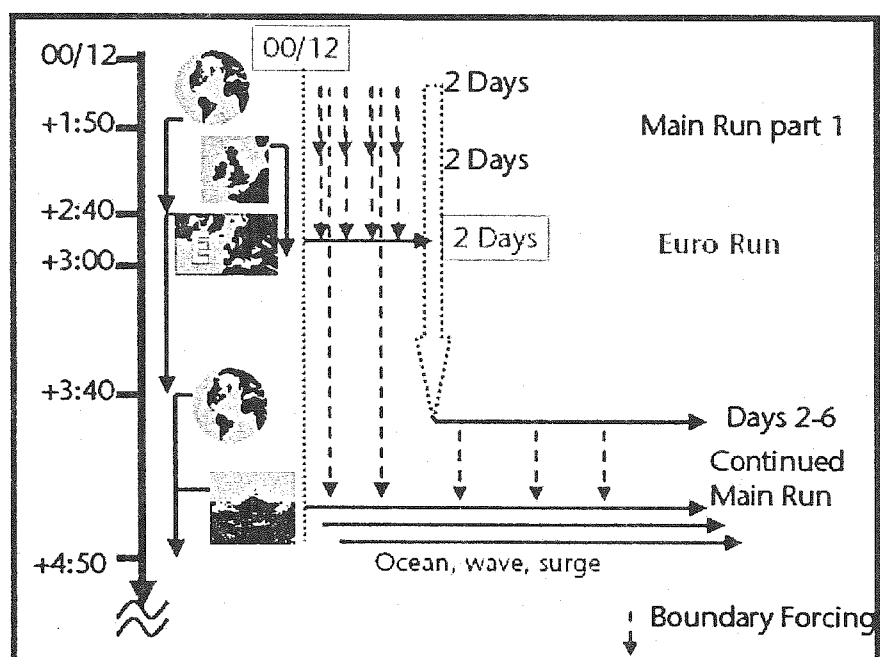 00/12
00/12
2 Days
+1:50
Main Run part 1
2 Days
+2:40
2 Days
Euro Run
+3:00
+3:40
Days 2-6
Continued
Main Run
+4:50
Ocean, wave, surge
Boundary Forcing